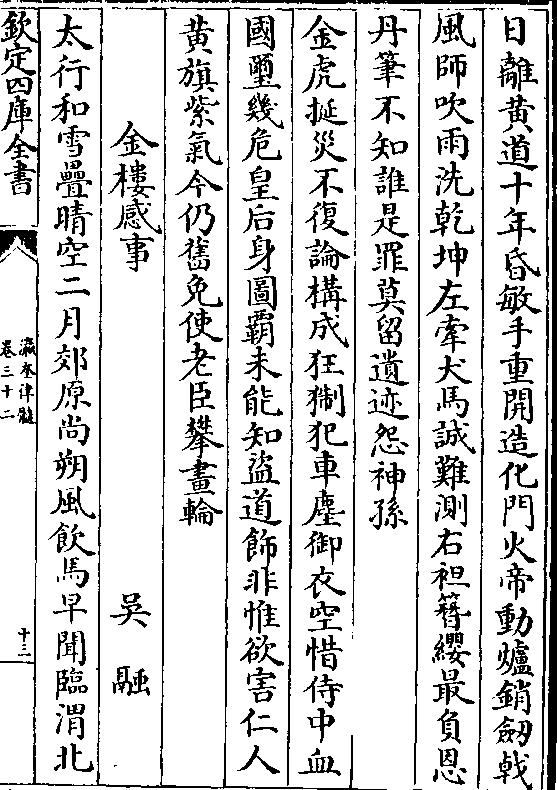 日離黃道十年昏敏手重開造化門火帝動爐銷劒戟
風師吹雨洗乾坤左牽犬馬誠難測右袒簪纓最負恩
丹筆不知誰是罪莫留遺迹怨神孫
金虎挻災不復論構成狂猘犯車塵御衣空惜侍中血
國璽幾危皇后身圖霸未能知盜道飾非惟欲害仁人
黃旗紫氣今仍舊免使老臣攀畫輪
金樓感事
吳融
太行和雪疊晴空二月郊原尚朔風飲馬早聞臨渭北
欽定四庫全書
瀛奎律髓
卷三十二
十三